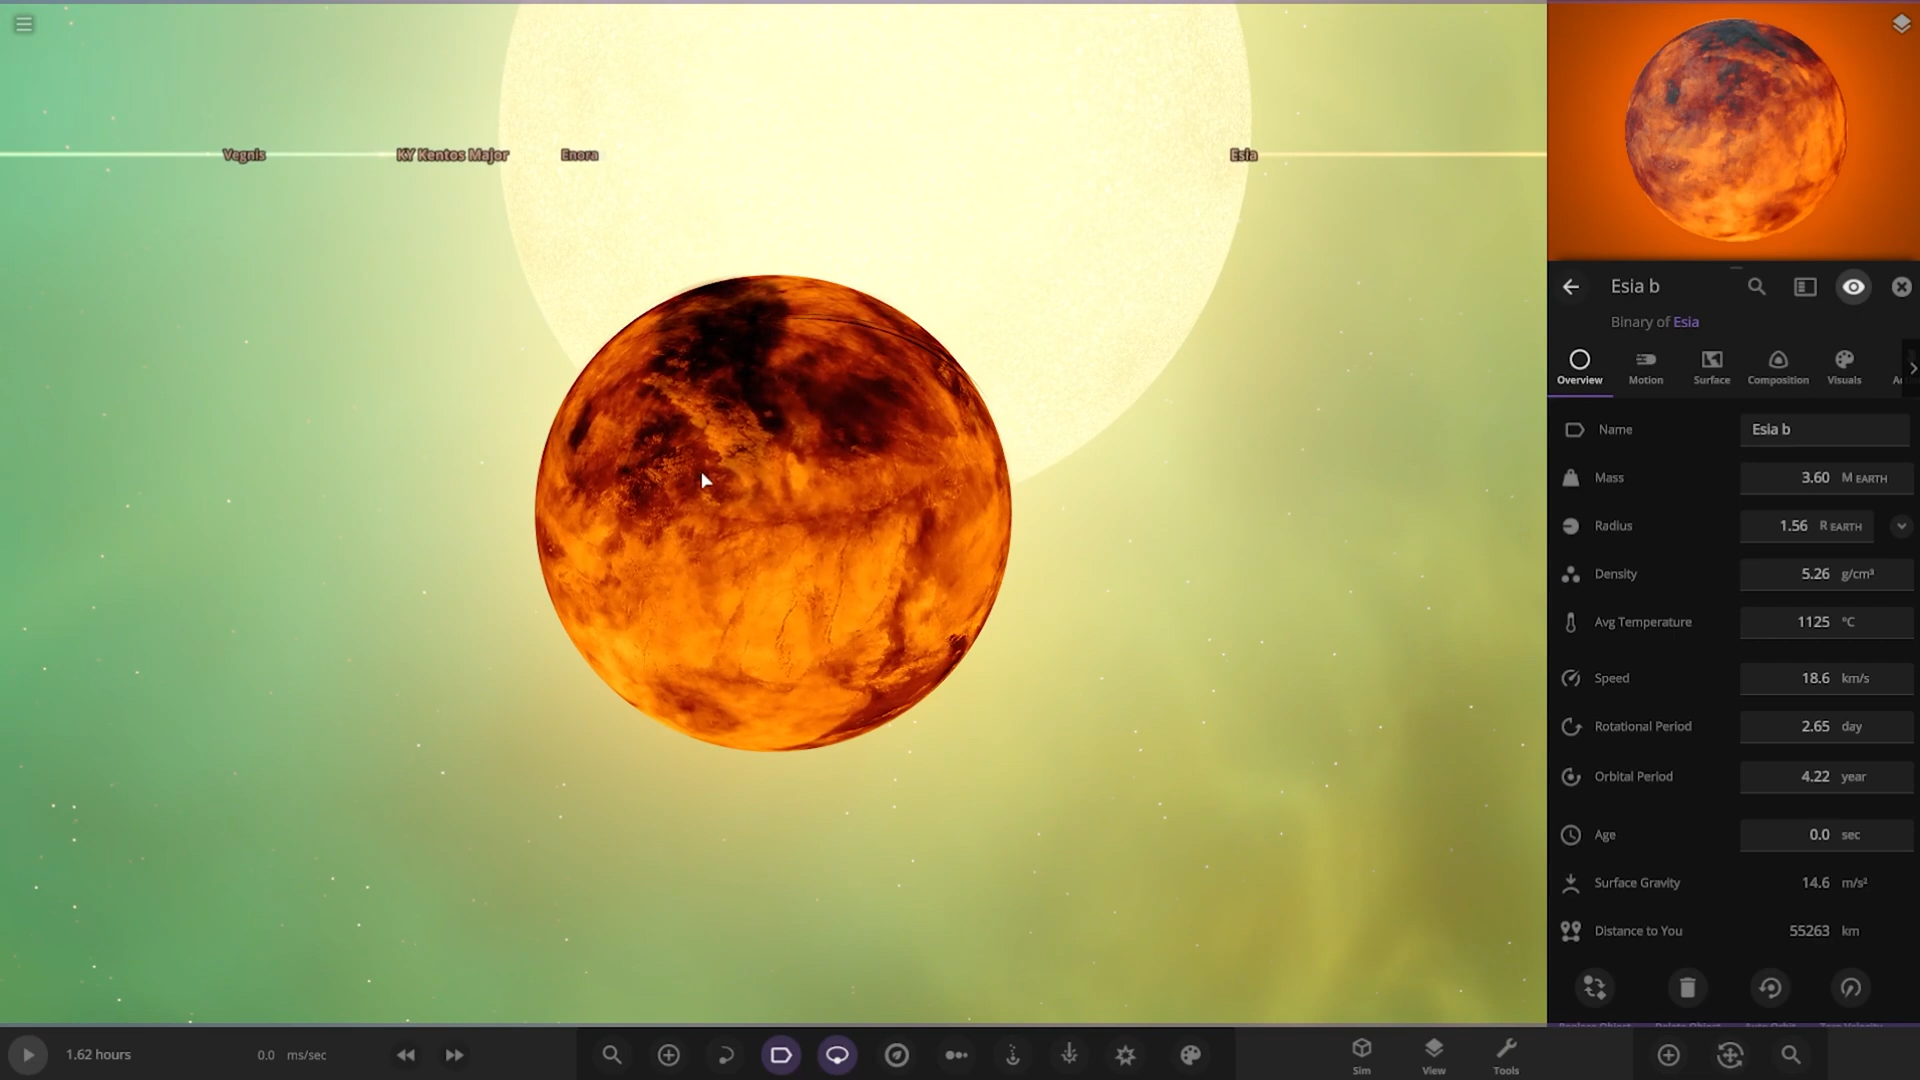 Vegnis
KY Kentos Major
Enora
Esia
Esia b
Binary of Esia
Overview
Motion
Surface
Composition
Visuals
Name Esia b
Mass 3.60 M EARTH
Radius 1.56 R EARTH
Density 5.26 g/cm³
Avg Temperature 1125 °C
Speed 18.6 km/s
Rotational Period 2.65 day
Orbital Period 4.22 year
Age 0.0 sec
Surface Gravity 14.6 m/s²
Distance to You 55263 km
1.62 hours
0.0 ms/sec
Sim
View
Tools